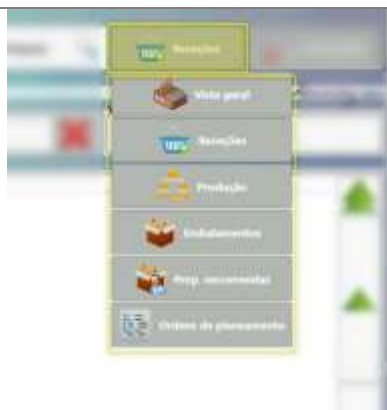 Receções
Vista geral
Receções
Produção
Embalamentos
Prep. encomendas
Ordens de planeamento